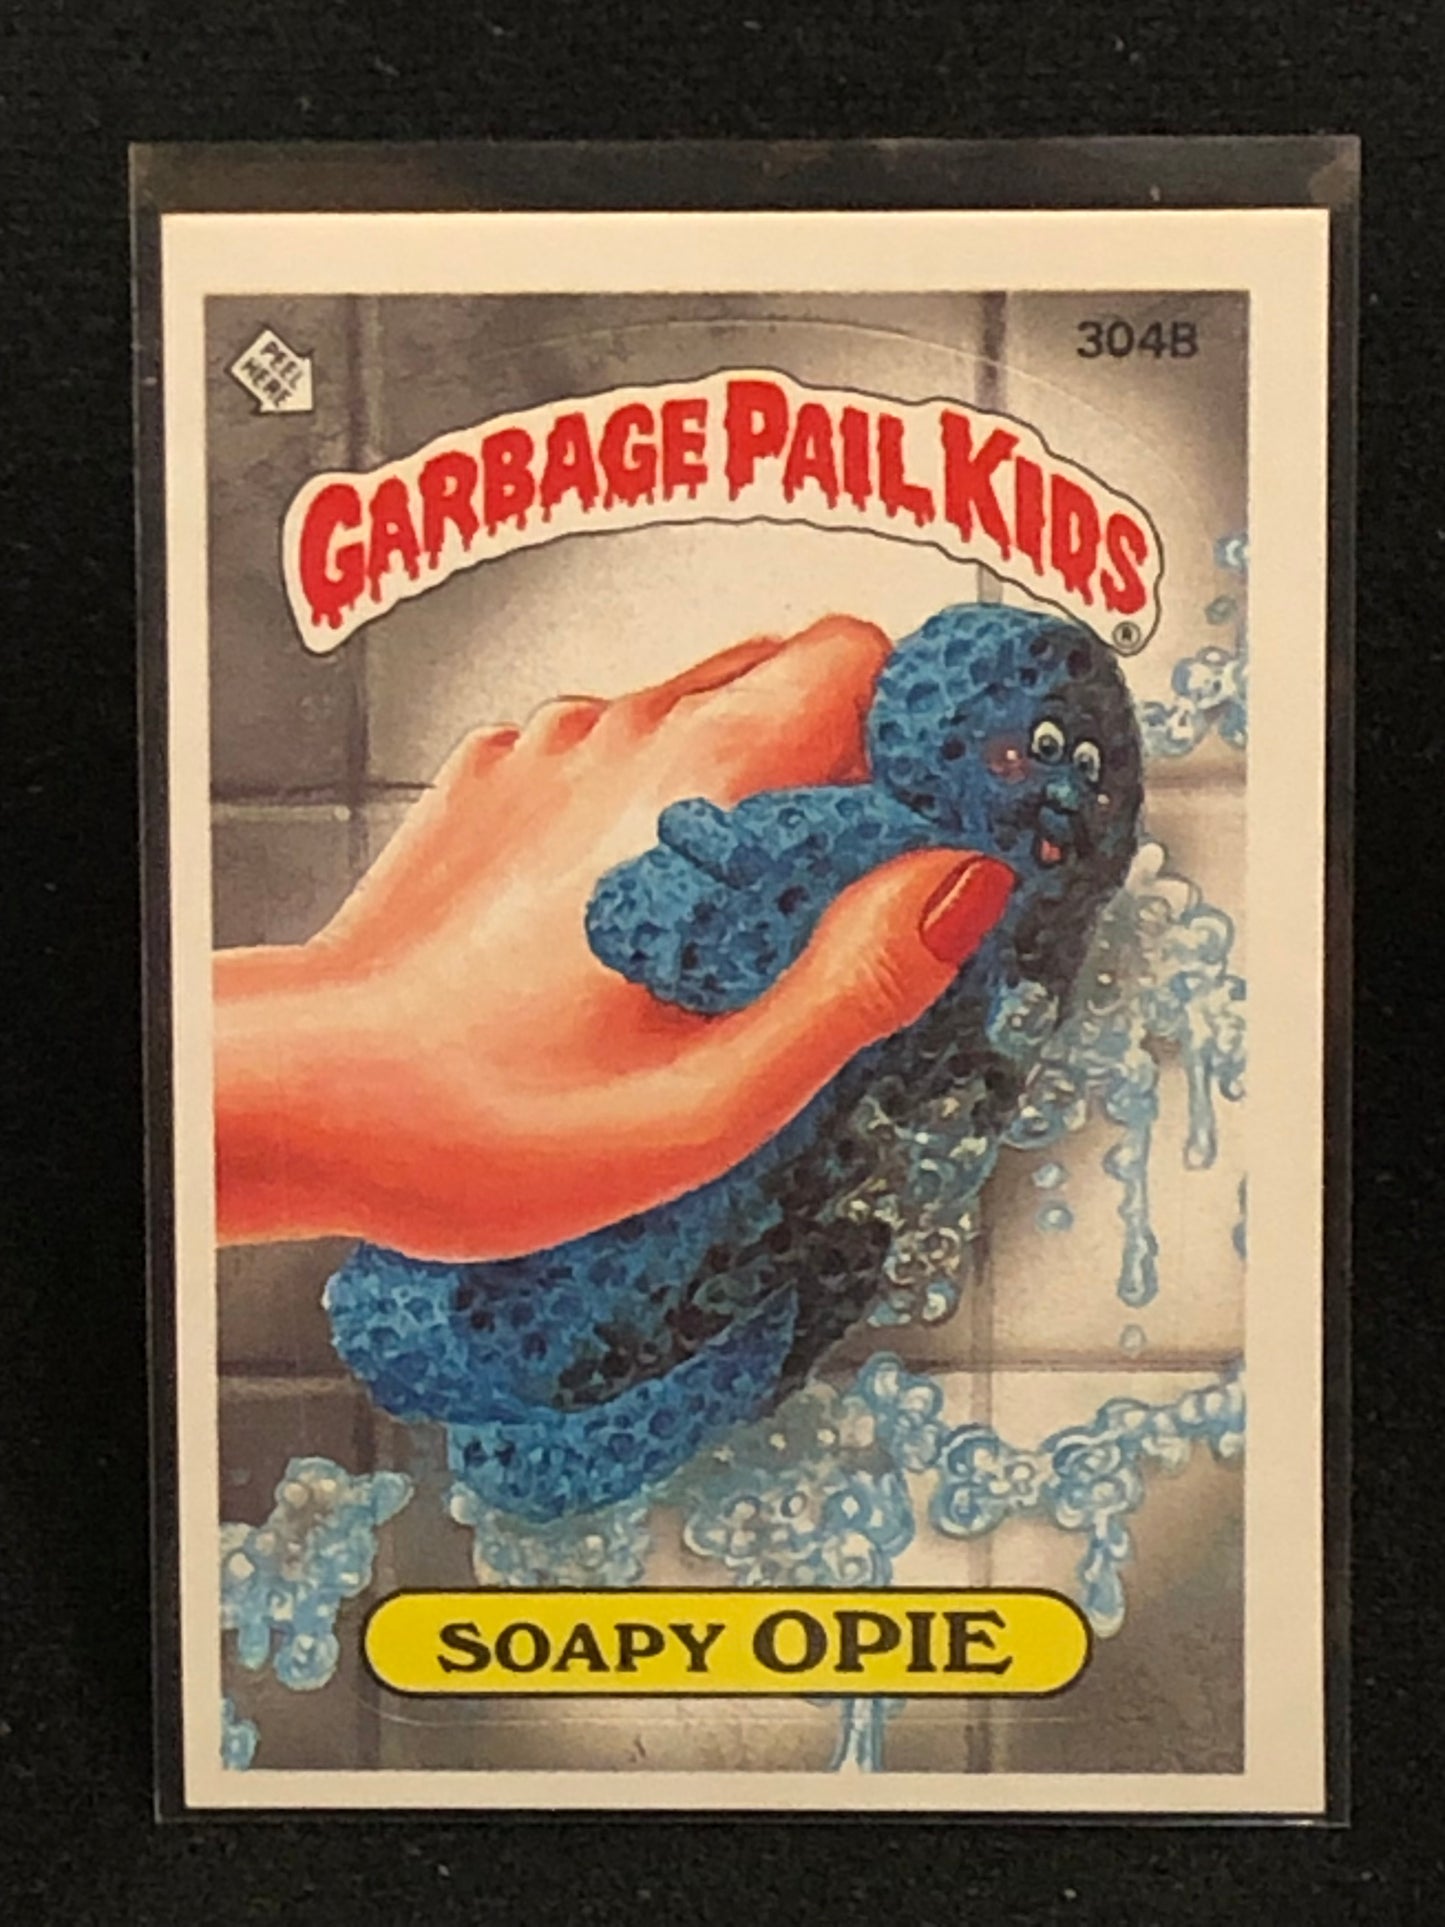 PEEL
HERE
304B
GARBAGE PAIL KIDS
®
SOAPY OPIE